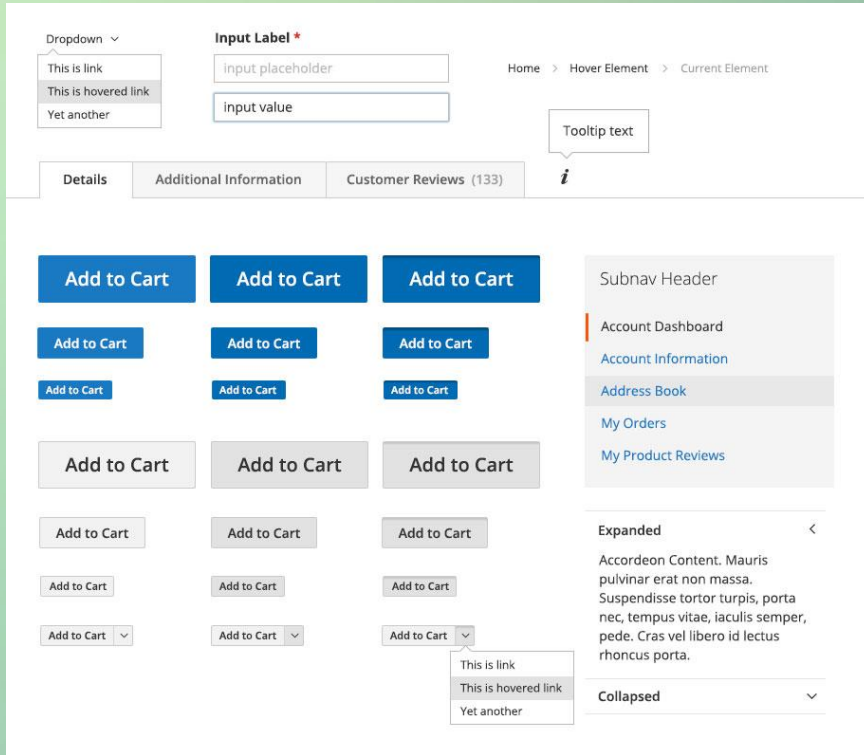 Dropdown
This is link
This is hovered link
Yet another
Input Label *
input placeholder
input value
Home > Hover Element > Current Element
Tooltip text
i
Details
Additional Information
Customer Reviews (133)
Add to Cart Add to Cart Add to Cart
Add to Cart Add to Cart Add to Cart
Add to Cart Add to Cart Add to Cart
Add to Cart Add to Cart Add to Cart
Add to Cart Add to Cart Add to Cart
Add to Cart Add to Cart Add to Cart
Add to Cart Add to Cart Add to Cart
This is link
This is hovered link
Yet another
Subnav Header
Account Dashboard
Account Information
Address Book
My Orders
My Product Reviews
Expanded
Accordeon Content. Mauris
pulvinar erat non massa.
Suspendisse tortor turpis, porta
nec, tempus vitae, iaculis semper,
pede. Cras vel libero id lectus
rhoncus porta.
Collapsed